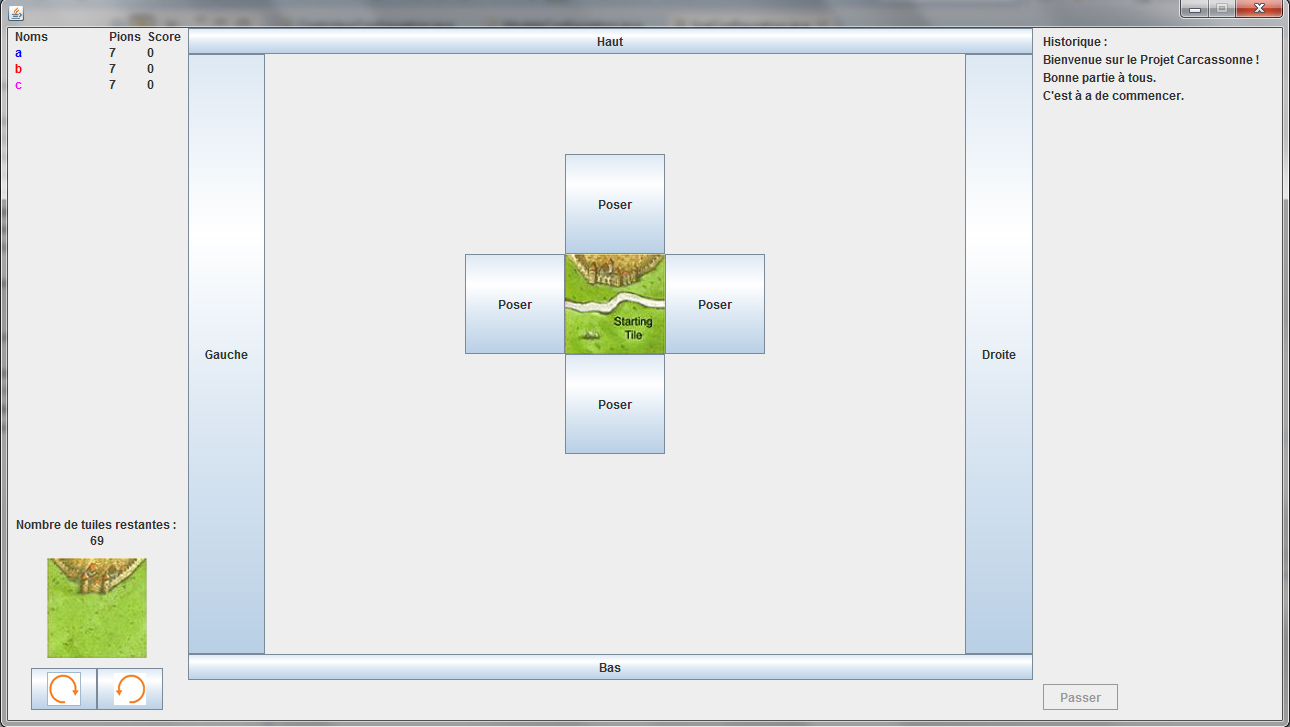 Noms Pions Score
a 7 0
b 7 0
c 7 0
Nombre de tuiles restantes :
69
Haut
Gauche
Poser
Poser
Starting
Tile
Poser
Poser
Droite
Bas
Historique :
Bienvenue sur le Projet Carcassonne !
Bonne partie à tous.
C'est à a de commencer.
Passer